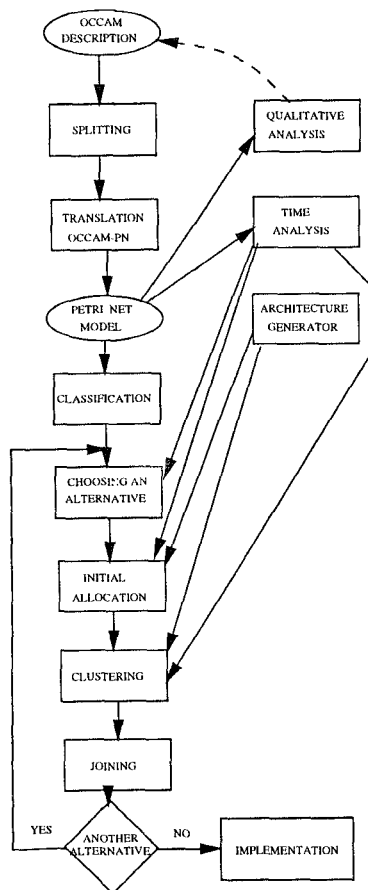 OCCAM
DESCRIPTION
SPLITTING
QUALITATIVE
ANALYSIS
TRANSLATION
OCCAM-PN
TIME
ANALYSIS
PETRI NET
MODEL
ARCHITECTURE
GENERATOR
CLASSIFICATION
CHOOSING AN
ALTERNATIVE
INITIAL
ALLOCATION
CLUSTERING
JOINING
YES
ANOTHER
ALTERNATIVE
NO
IMPLEMENTATION